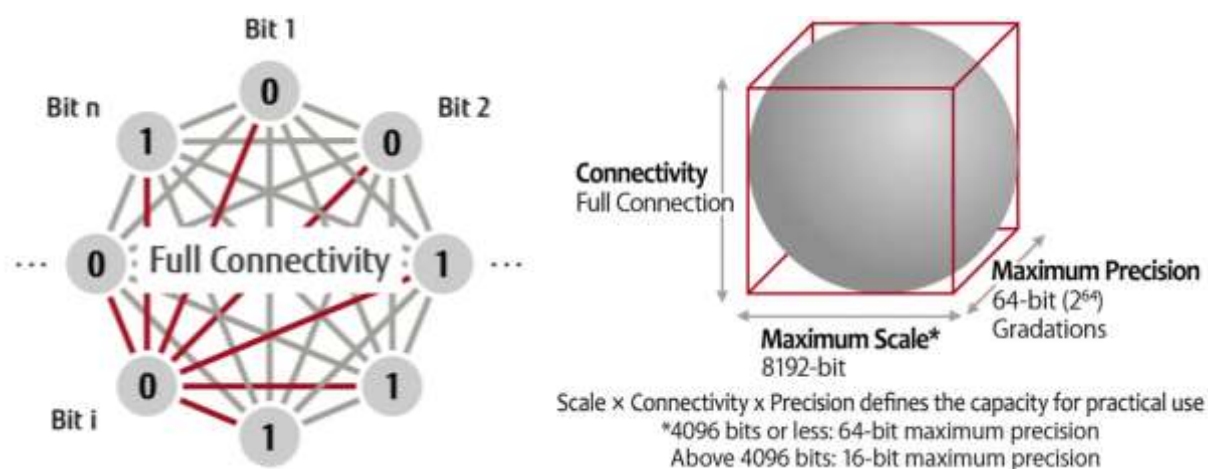 Bit 1
0
Bit n
1
Bit 2
0
... 0
Full Connectivity
1 ...
0
1
Bit i
1
Connectivity
Full Connection
Maximum Precision
64-bit (2⁶⁴)
Gradations
Maximum Scale*
8192-bit
Scale × Connectivity x Precision defines the capacity for practical use
*4096 bits or less: 64-bit maximum precision
Above 4096 bits: 16-bit maximum precision